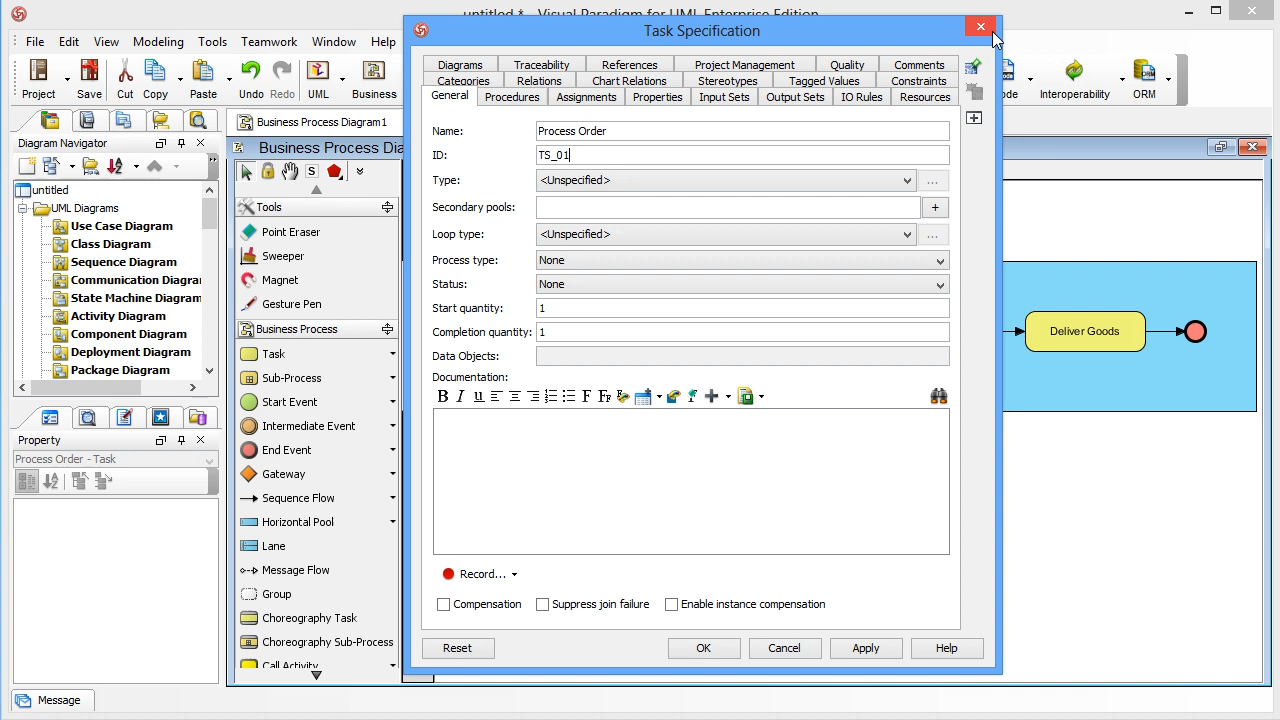 untitled * - Visual Paradigm for UML Enterprise Edition
Task Specification
File Edit View Modeling Tools Teamwork Window Help
Project Save Cut Copy Paste Undo Redo UML Business
Interoperability ORM
Business Process Diagram1
Diagram Navigator
untitled
UML Diagrams
Use Case Diagram
Class Diagram
Sequence Diagram
Communication Diagra
State Machine Diagram
Activity Diagram
Component Diagram
Deployment Diagram
Package Diagram
Property
Process Order - Task
Message
Business Process Dia
Tools
Point Eraser
Sweeper
Magnet
Gesture Pen
Business Process
Task
Sub-Process
Start Event
Intermediate Event
End Event
Gateway
Sequence Flow
Horizontal Pool
Lane
Message Flow
Group
Choreography Task
Choreography Sub-Process
Call Activity
Diagrams Traceability References Project Management Quality Comments
Categories Relations Chart Relations Stereotypes Tagged Values Constraints
General Procedures Assignments Properties Input Sets Output Sets IO Rules Resources
Name: Process Order
ID: TS_01
Type: <Unspecified> ...
Secondary pools: +
Loop type: <Unspecified> ...
Process type: None
Status: None
Start quantity: 1
Completion quantity: 1
Data Objects:
Documentation:
B I U F FF
Record...
Compensation Suppress join failure Enable instance compensation
Reset OK Cancel Apply Help
Deliver Goods